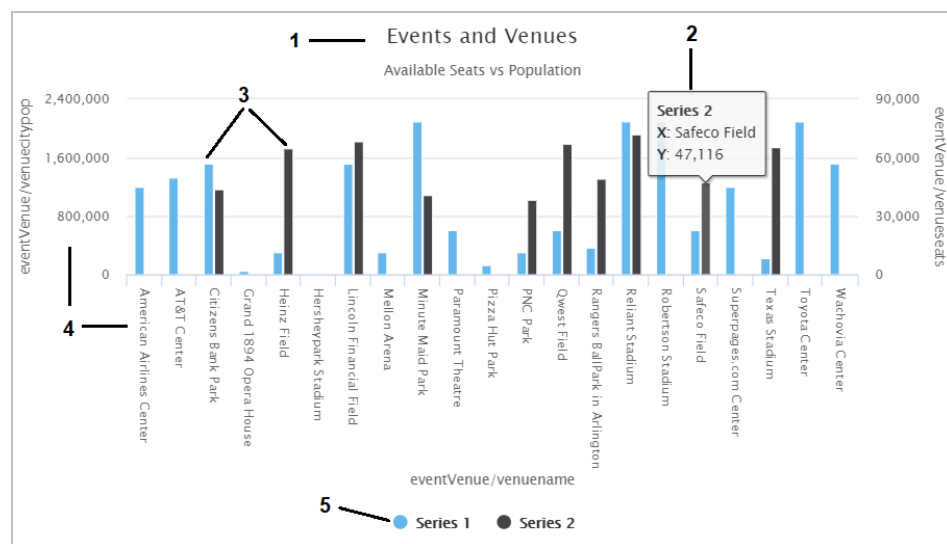 1
Events and Venues
2
Available Seats vs Population
eventVenue/venuecitypop
2,400,000
1,600,000
800,000
0
3
Series 2
X: Safeco Field
Y: 47,116
90,000
60,000
30,000
0
eventVenue/venueseats
4
American Airlines Center
AT&T Center
Citizens Bank Park
Grand 1894 Opera House
Heinz Field
Hersheypark Stadium
Lincoln Financial Field
Mellon Arena
Minute Maid Park
Paramount Theatre
Pizza Hut Park
PNC Park
Qwest Field
Rangers BallPark in Arlington
Reliant Stadium
Robertson Stadium
Safeco Field
Superpages.com Center
Texas Stadium
Toyota Center
Wachovia Center
eventVenue/venuename
5
Series 1
Series 2